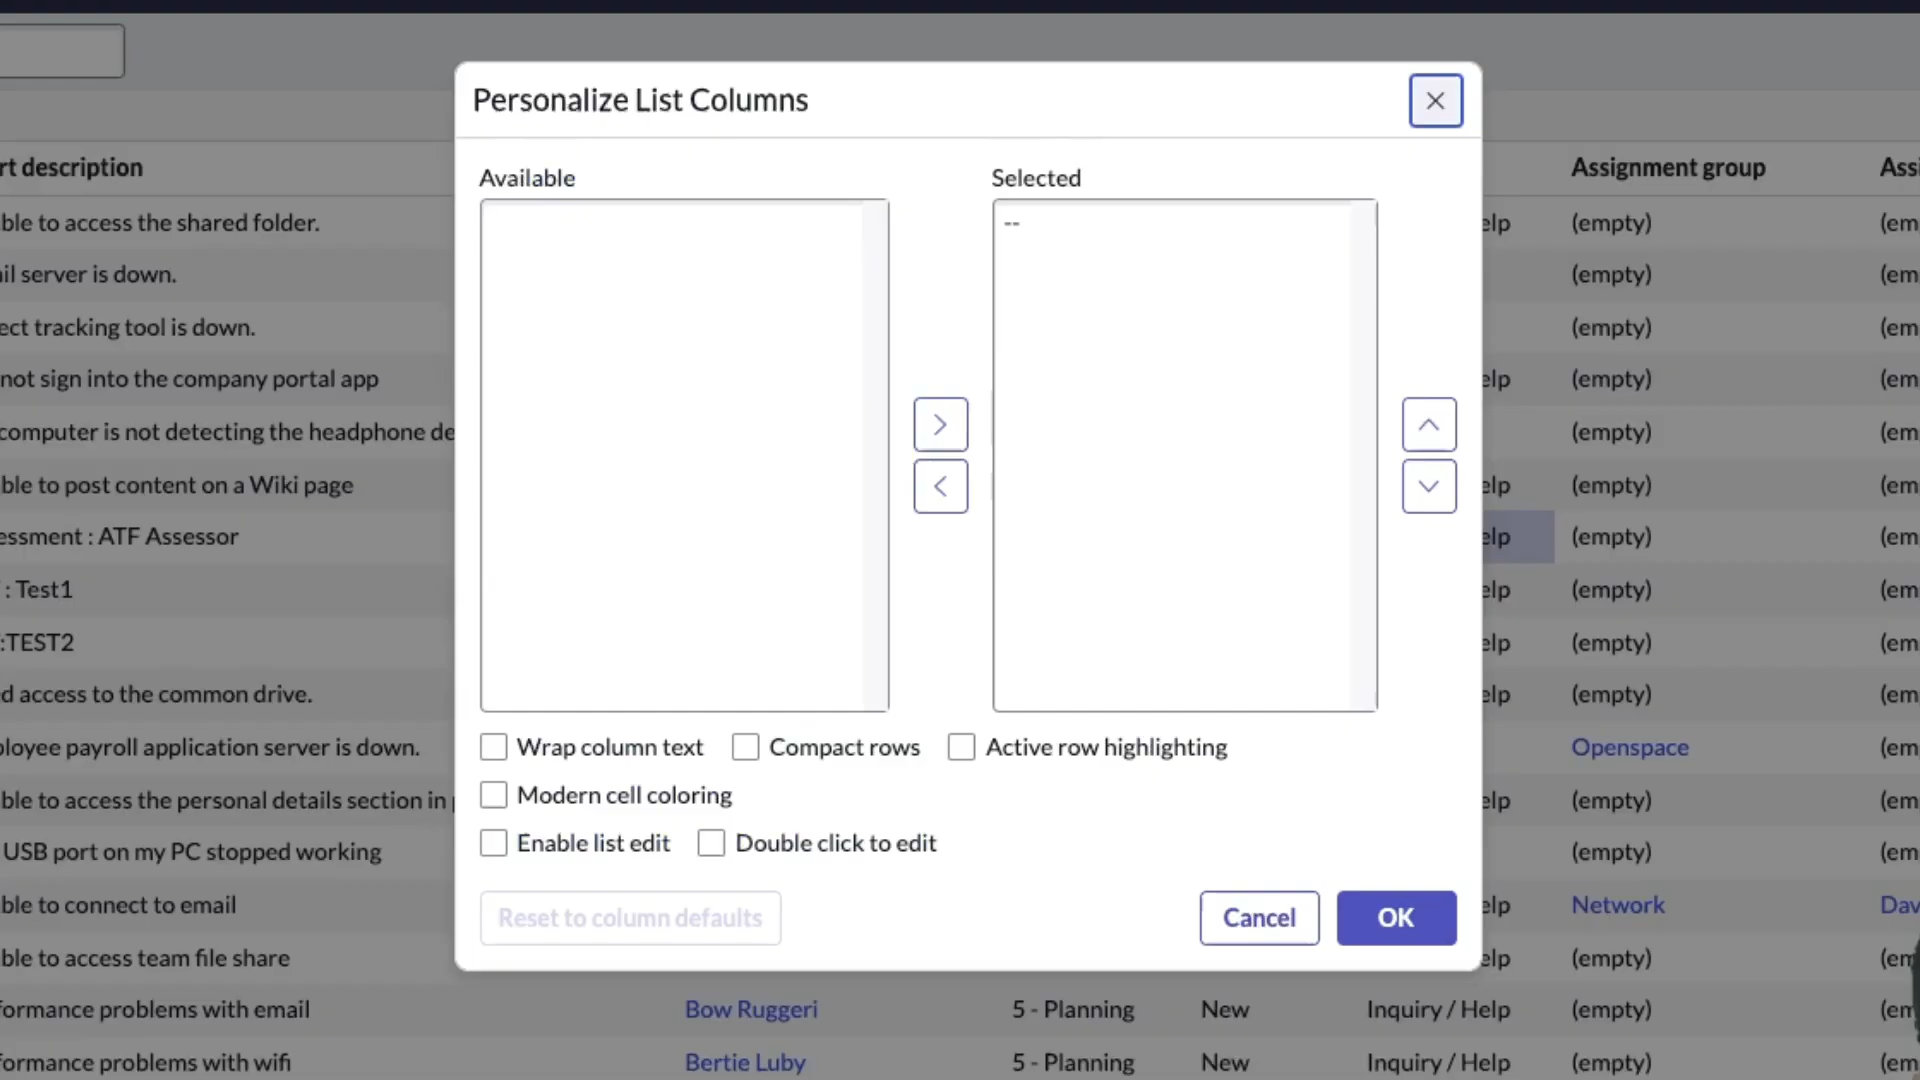 Personalize List Columns
Available
Selected
--
Wrap column text
Compact rows
Active row highlighting
Modern cell coloring
Enable list edit
Double click to edit
Reset to column defaults
Cancel
OK
rt description Assignment group Assi
ble to access the shared folder. elp (empty) (em
il server is down. (empty) (em
ect tracking tool is down. (empty) (em
not sign into the company portal app elp (empty) (em
computer is not detecting the headphone de (empty) (em
ble to post content on a Wiki page elp (empty) (em
essment : ATF Assessor elp (empty) (em
: Test1 elp (empty) (em
:TEST2 elp (empty) (em
d access to the common drive. elp (empty) (em
ployee payroll application server is down. Openspace (em
ble to access the personal details section in elp (empty) (em
USB port on my PC stopped working (empty) (em
ble to connect to email elp Network Dav
ble to access team file share elp (empty) (em
formance problems with email Bow Ruggeri 5 - Planning New Inquiry / Help (empty) (em
formance problems with wifi Bertie Luby 5 - Planning New Inquiry / Help (empty) (em